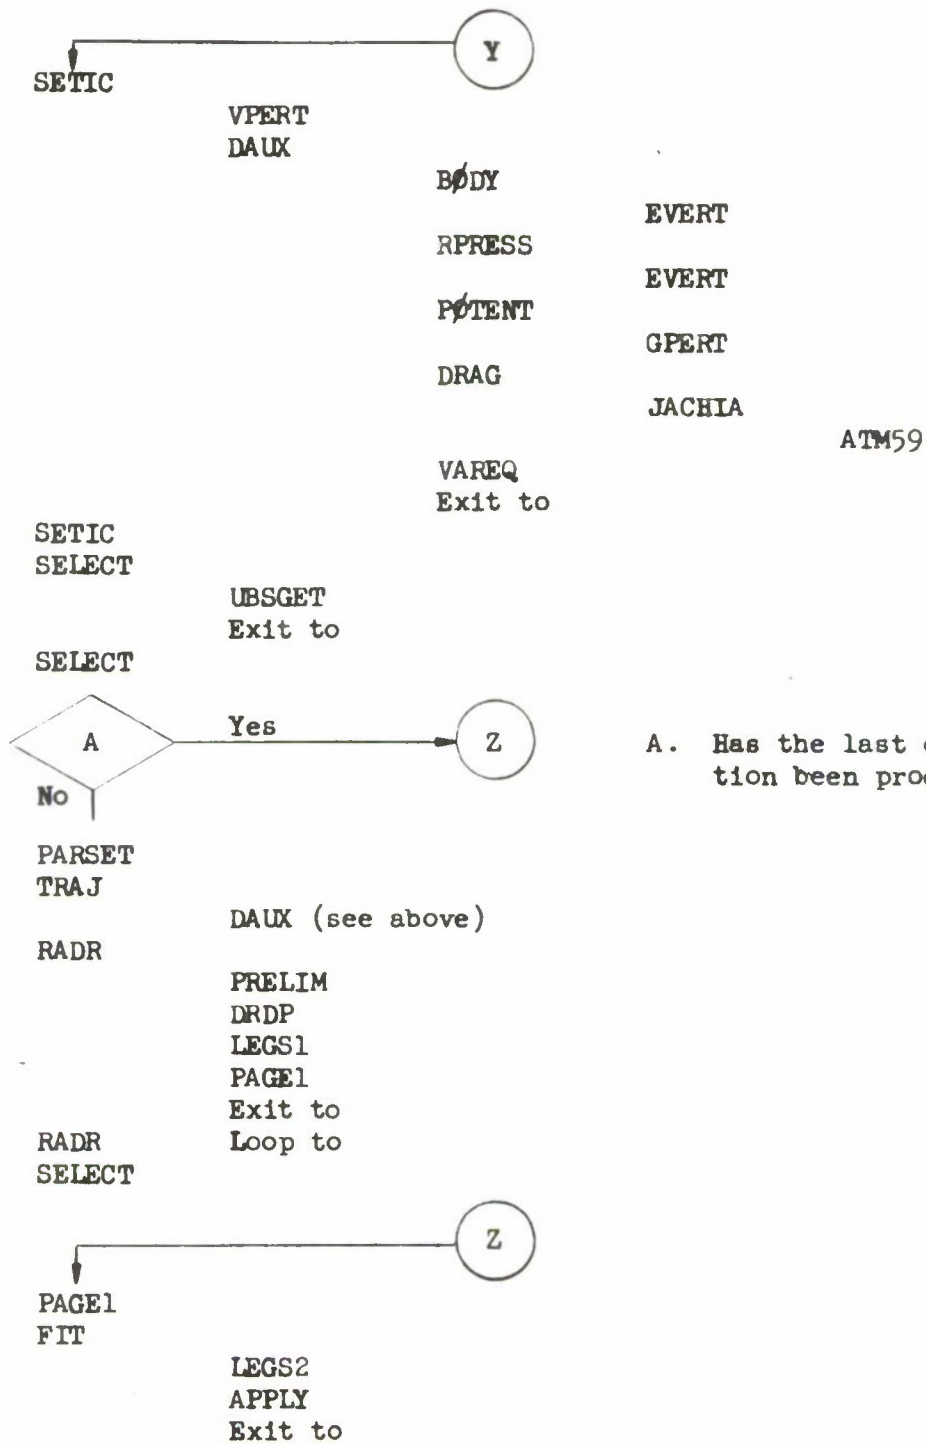 Y
SETIC
VPERT
DAUX
BØDY
EVERT
RPRESS
EVERT
PØTENT
GPERT
DRAG
JACHIA
ATM59
VAREQ
Exit to
SETIC
SELECT
UBSGET
Exit to
SELECT
A
Yes
Z
No
A. Has the last
tion been
PARSET
TRAJ
DAUX (see above)
RADR
PRELIM
DRDP
LEGS1
PAGE1
Exit to
RADR Loop to
SELECT
Z
PAGE1
FIT
LEGS2
APPLY
Exit to